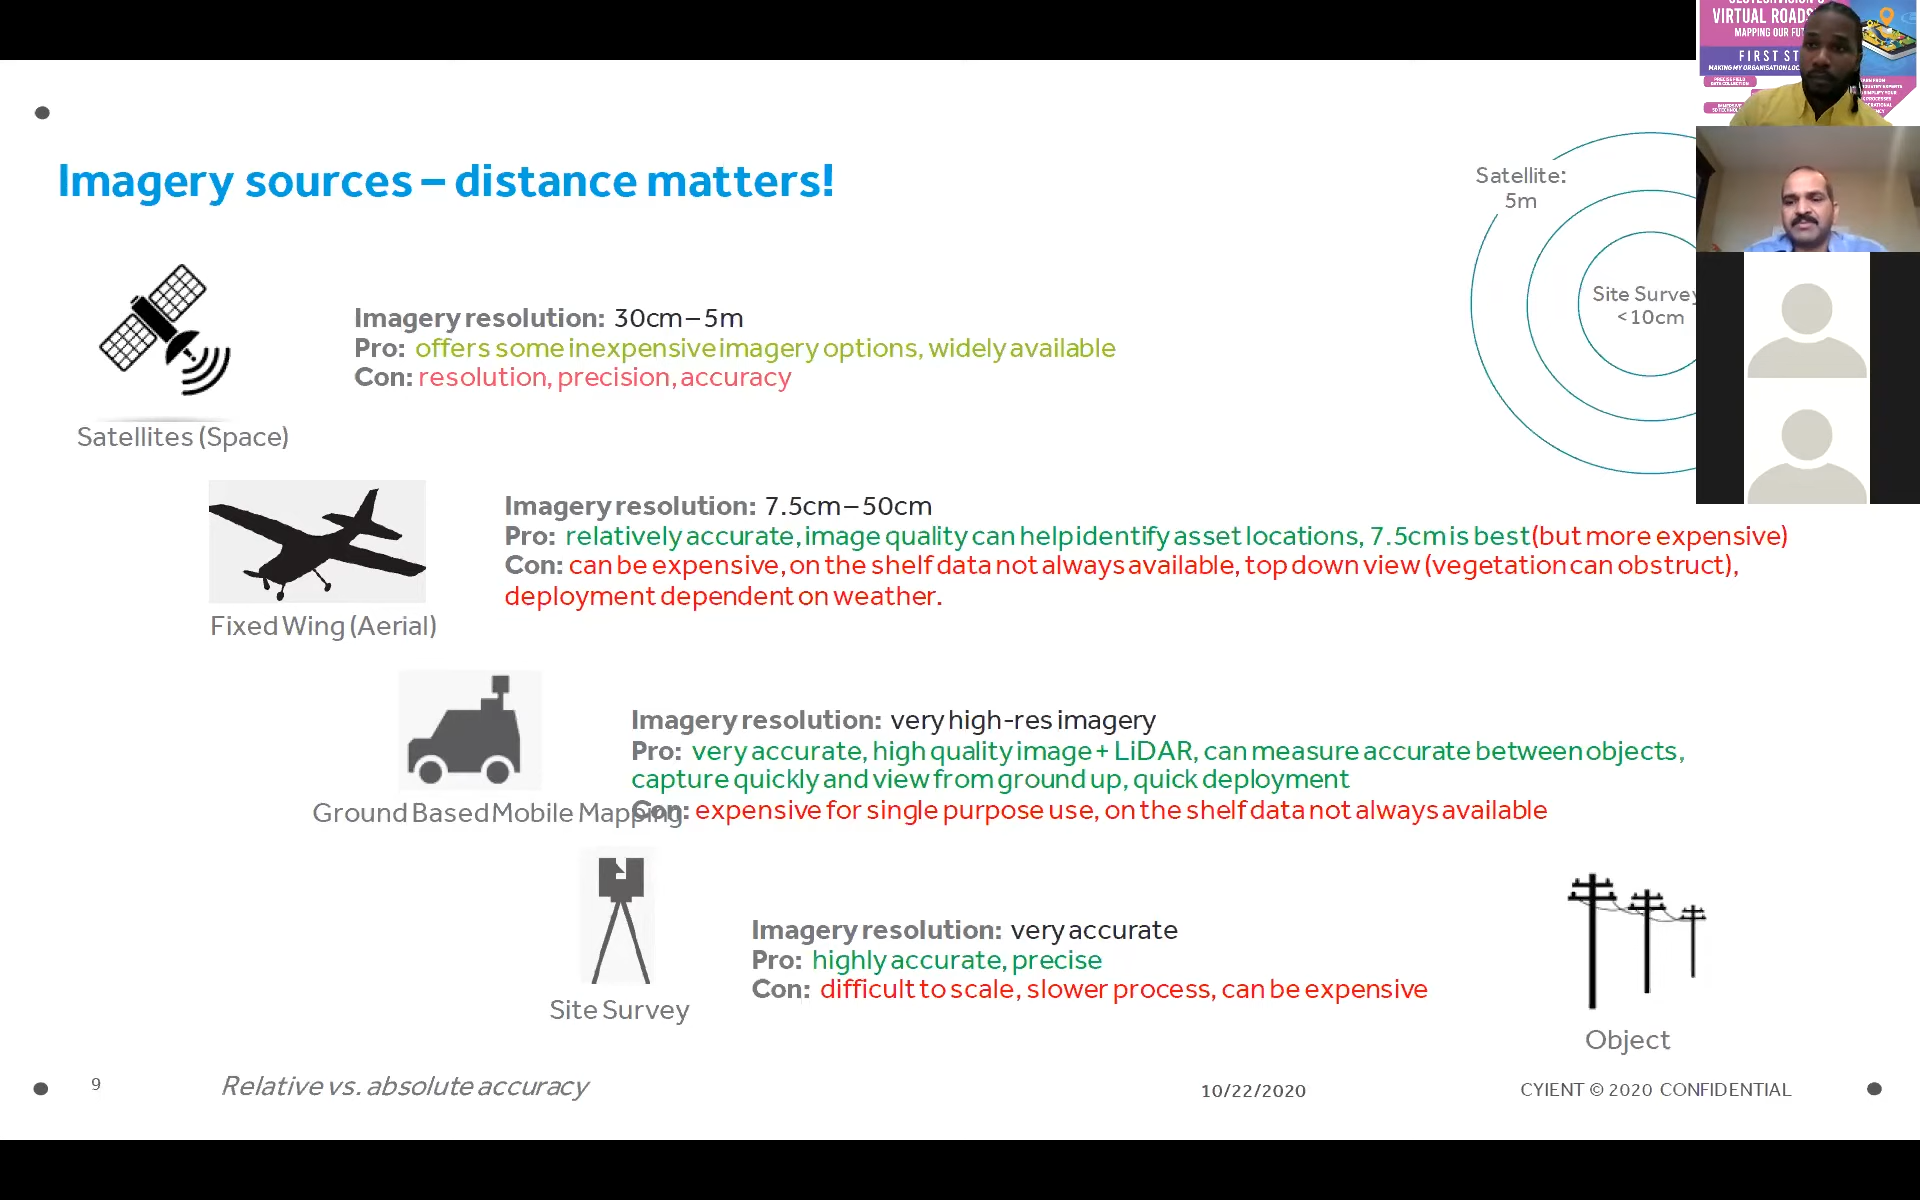 VIRTUAL ROADS
MAPPING OUR FU
FIRST ST
MAKING MY ORGANISATION LOC
Imagery sources – distance matters!
Satellite:
5m
Site Survey
<10cm
Imagery resolution: 30cm–5m
Pro: offers some inexpensive imagery options, widely available
Con: resolution, precision, accuracy
Satellites (Space)
Imagery resolution: 7.5cm–50cm
Pro: relatively accurate, image quality can help identify asset locations, 7.5cm is best (but more expensive)
Con: can be expensive, on the shelf data not always available, top down view (vegetation can obstruct),
deployment dependent on weather.
Fixed Wing (Aerial)
Imagery resolution: very high-res imagery
Pro: very accurate, high quality image + LiDAR, can measure accurate between objects,
capture quickly and view from ground up, quick deployment
Con: expensive for single purpose use, on the shelf data not always available
Ground Based Mobile Mapping
Imagery resolution: very accurate
Pro: highly accurate, precise
Con: difficult to scale, slower process, can be expensive
Site Survey
Object
9
Relative vs. absolute accuracy
10/22/2020
CYIENT © 2020 CONFIDENTIAL